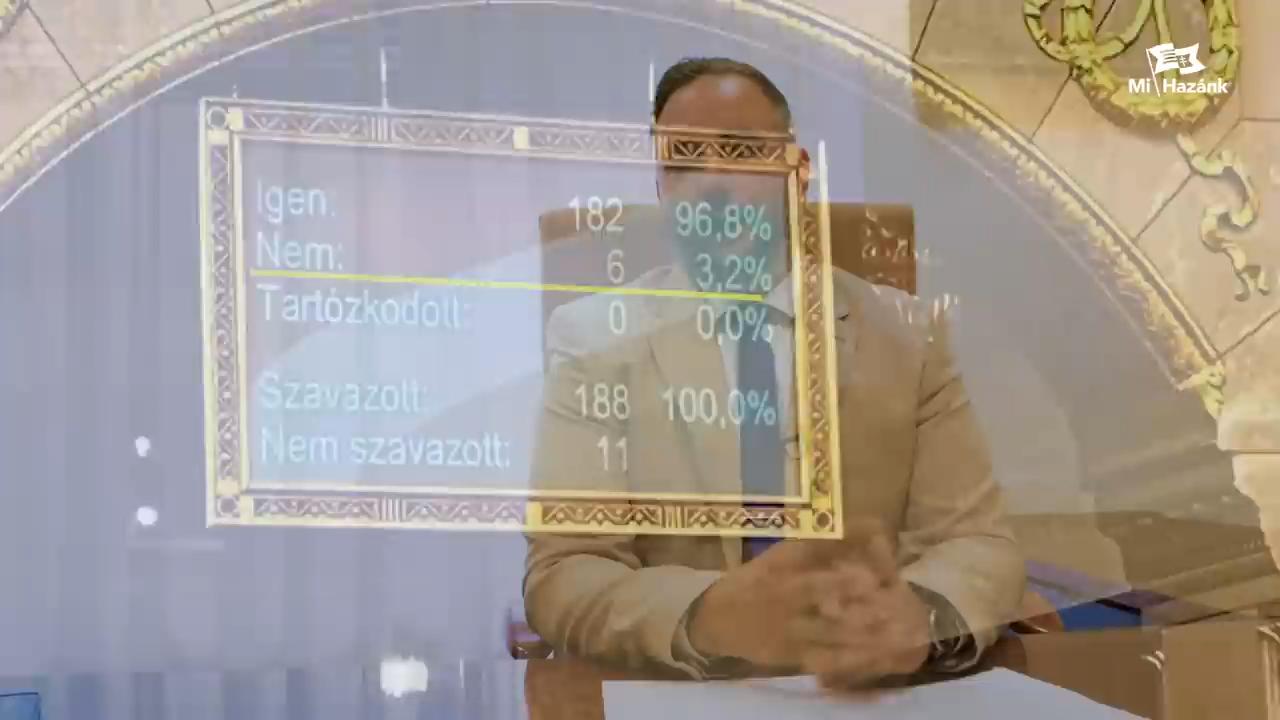 Mi Hazánk
Igen: 182 96,8%
Nem: 6 3,2%
Tartózkodott: 0 0,0%
Szavazott: 188 100,0%
Nem szavazott: 11